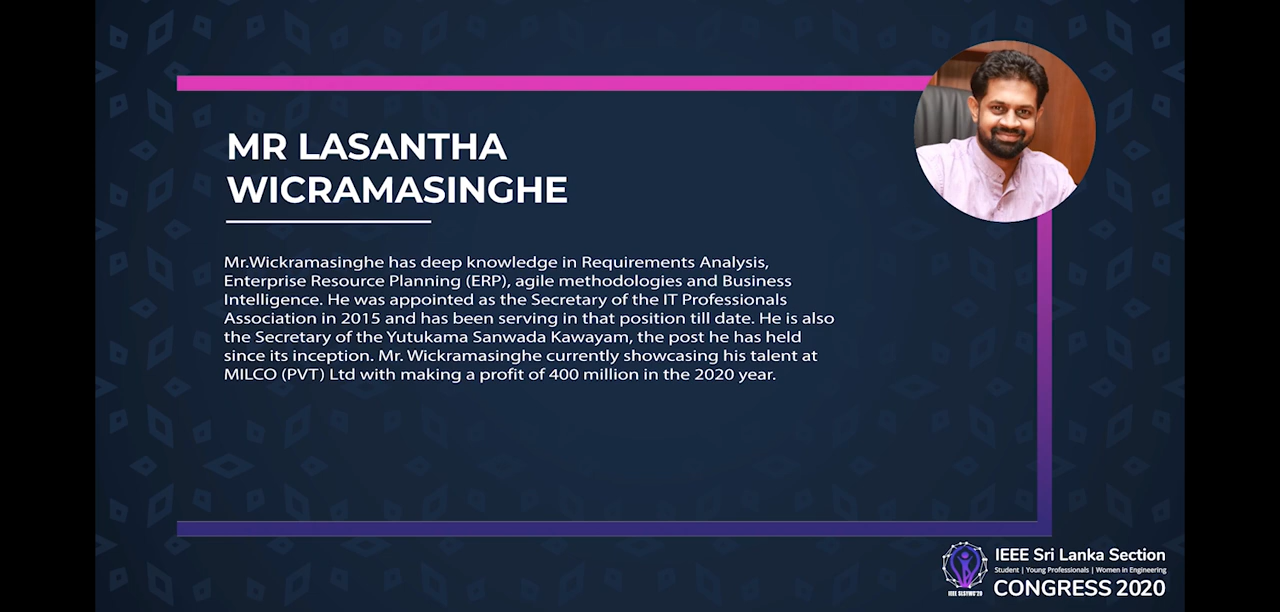 MR LASANTHA
WICRAMASINGHE
Mr.Wickramasinghe has deep knowledge in Requirements Analysis,
Enterprise Resource Planning (ERP), agile methodologies and Business
Intelligence. He was appointed as the Secretary of the IT Professionals
Association in 2015 and has been serving in that position till date. He is also
the Secretary of the Yutukama Sanwada Kawayam, the post he has held
since its inception. Mr. Wickramasinghe currently showcasing his talent at
MILCO (PVT) Ltd with making a profit of 400 million in the 2020 year.
IEEE Sri Lanka Section
Student | Young Professionals | Women in Engineering
CONGRESS 2020
IEEE SLSYWC'20